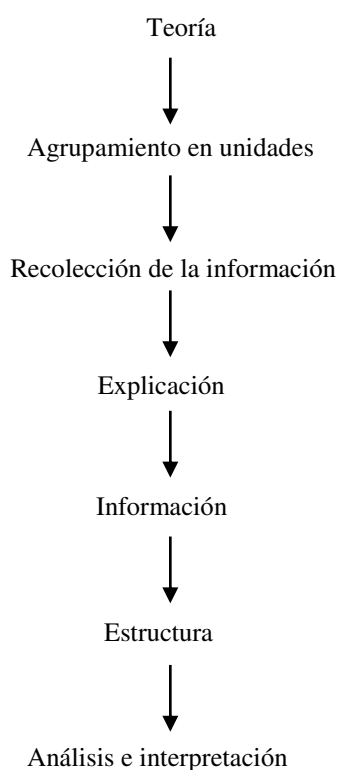 Teoría
Agrupamiento en unidades
Recolección de la información
Explicación
Información
Estructura
Análisis e interpretación